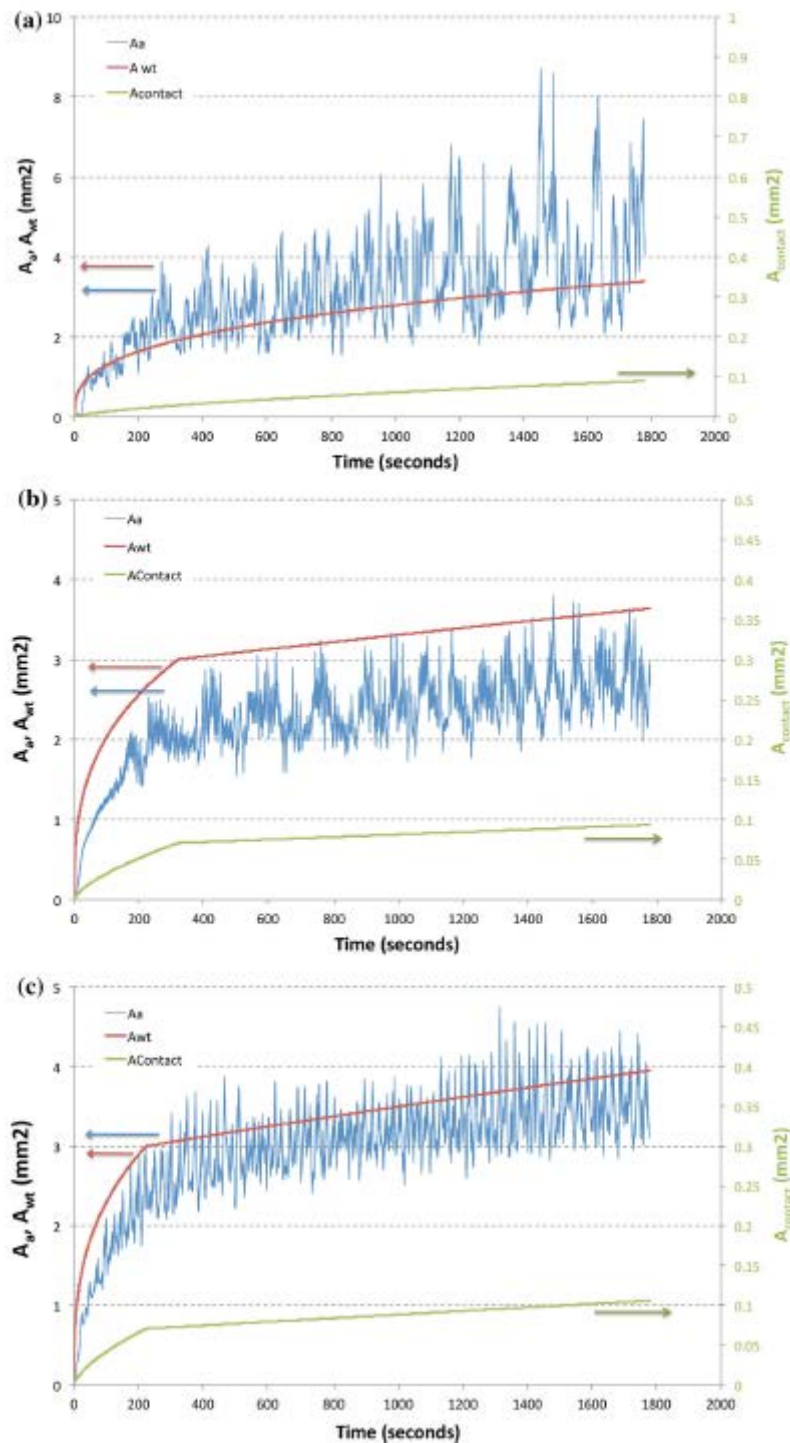 (a)
10
8
6
4
2
0
Aa
A wt
Acontact
1
0.9
0.8
0.7
0.6
0.5
0.4
0.3
0.2
0.1
0
Aa, Awt (mm2)
Acontact (mm2)
0 200 400 600 800 1000 1200 1400 1600 1800 2000
Time (seconds)
(b)
5
4
3
2
1
0
Aa
Awt
AContact
0.5
0.45
0.4
0.35
0.3
0.25
0.2
0.15
0.1
0.05
0
Aa, Awt (mm2)
Acontact (mm2)
0 200 400 600 800 1000 1200 1400 1600 1800 2000
Time (seconds)
(c)
5
4
3
2
1
0
Aa
Awt
AContact
0.5
0.45
0.4
0.35
0.3
0.25
0.2
0.15
0.1
0.05
0
Aa, Awt (mm2)
Acontact (mm2)
0 200 400 600 800 1000 1200 1400 1600 1800 2000
Time (seconds)